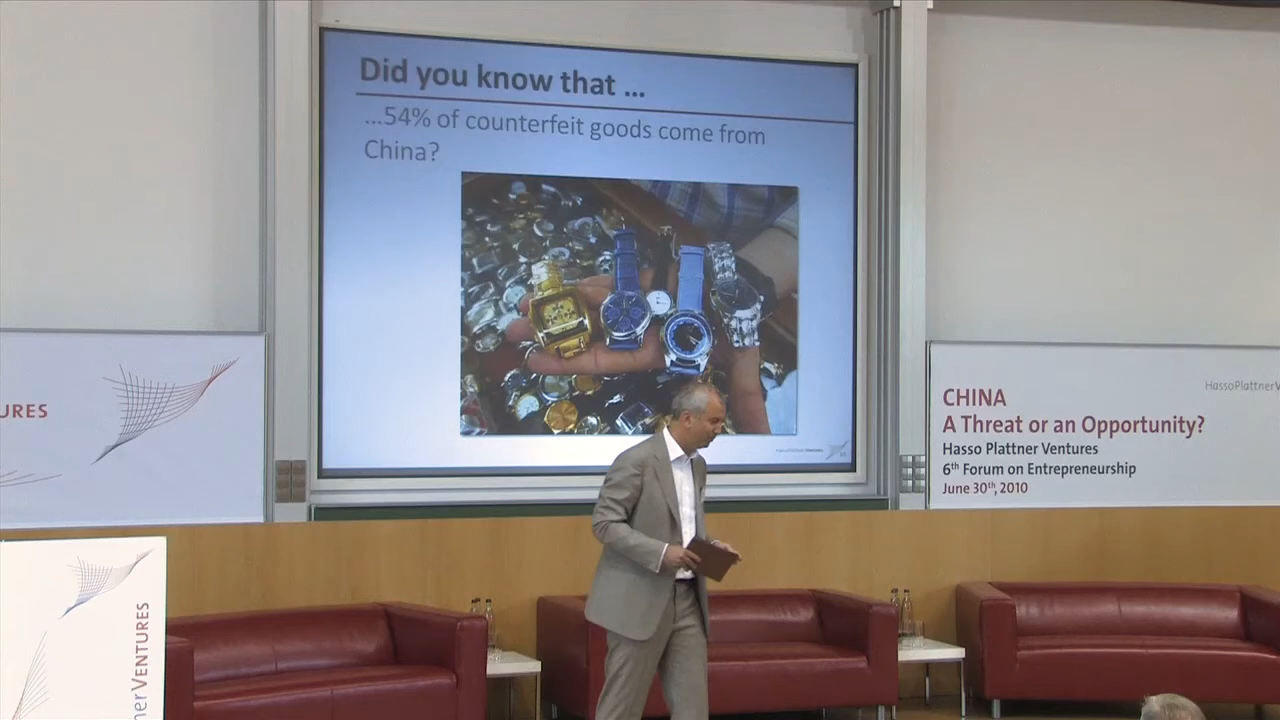 Did you know that ...
...54% of counterfeit goods come from
China?
URES
HassoPlattnerV
CHINA
A Threat or an Opportunity?
Hasso Plattner Ventures
6th Forum on Entrepreneurship
June 30th, 2010
nerVENTURES